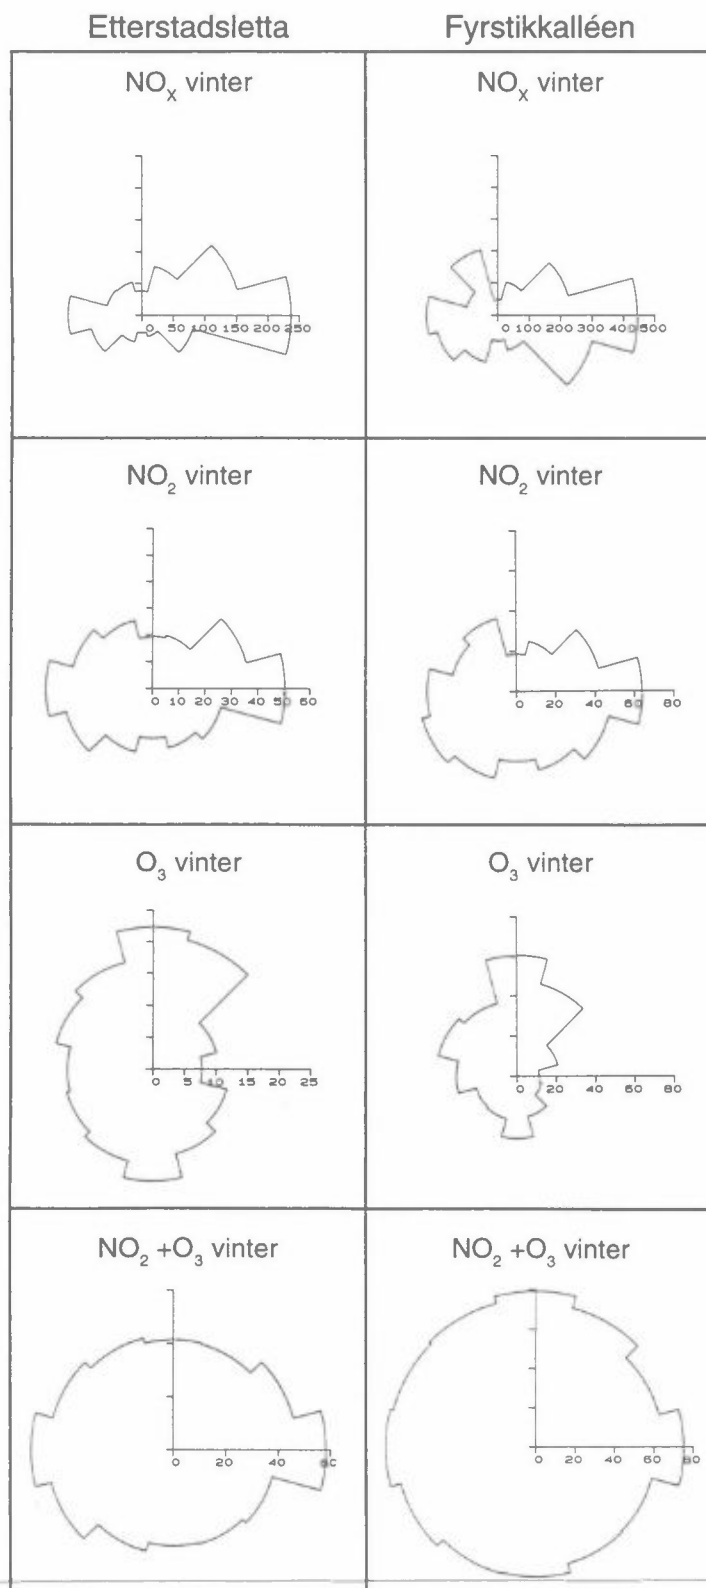 Etterstadsletta Fyrstikkalléen
NOx vinter NOx vinter
0 50 100 150 200 250 0 100 200 300 400 500
NO2 vinter NO2 vinter
0 10 20 30 40 50 60 0 20 40 60 80
O3 vinter O3 vinter
0 5 10 15 20 25 0 20 40 60 80
NO2 +O3 vinter NO2 +O3 vinter
0 20 40 60 0 20 40 60 80